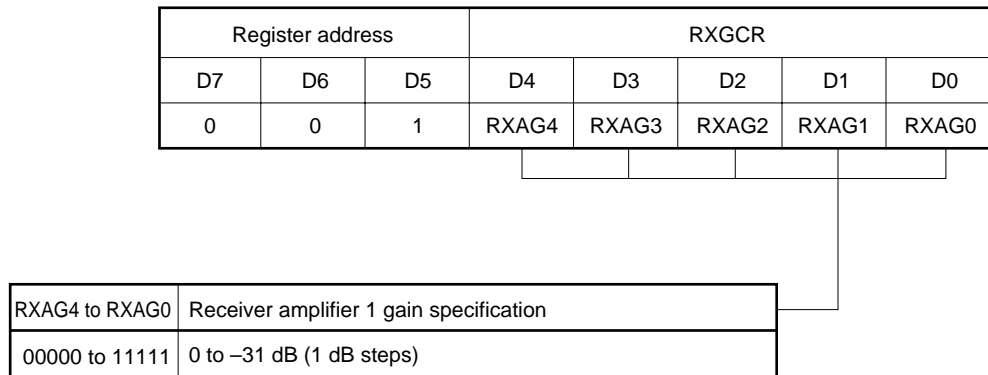 Register address RXGCR
D7 D6 D5 D4 D3 D2 D1 D0
0 0 1 RXAG4 RXAG3 RXAG2 RXAG1 RXAG0
RXAG4 to RXAG0 Receiver amplifier 1 gain specification
00000 to 11111 0 to –31 dB (1 dB steps)